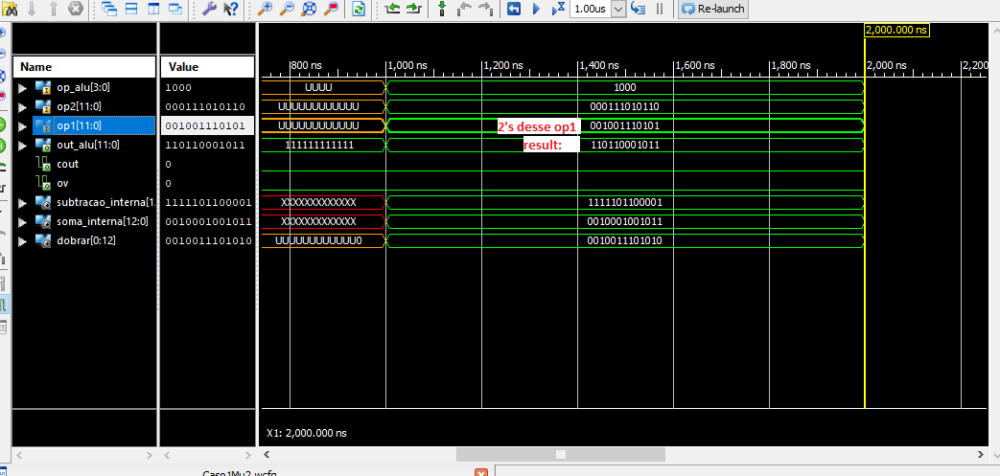 1.00us
Re-launch
2,000.000 ns
Name Value
800 ns 1,000 ns 1,200 ns 1,400 ns 1,600 ns 1,800 ns 2,000 ns 2,200
op_alu[3:0] 1000 UUUU 1000
op2[11:0] 000111010110 UUUUUUUUUUUU 000111010110
op1[11:0] 001001110101 UUUUUUUUUUUU 2's desse op1 001001110101
out_alu[11:0] 110110001011 111111111111 result: 110110001011
cout 0
ov 0
subtracao_interna[1 1111101100001 XXXXXXXXXXXXX 1111101100001
soma_interna[12:0] 0010001001011 XXXXXXXXXXXXX 0010001001011
dobrar[0:12] 0010011101010 UUUUUUUUUUUU0 0010011101010
X1: 2,000.000 ns